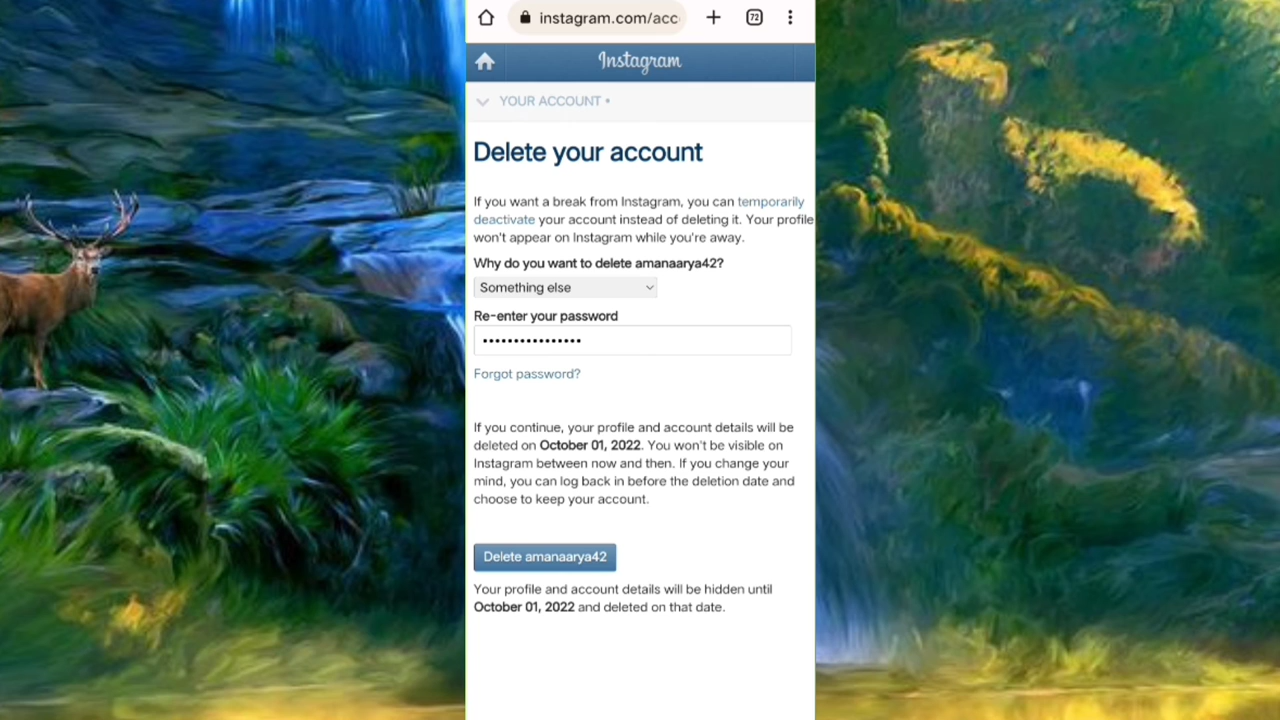 instagram.com/acc
72
Instagram
YOUR ACCOUNT •
Delete your account
If you want a break from Instagram, you can temporarily
deactivate your account instead of deleting it. Your profile
won't appear on Instagram while you're away.
Why do you want to delete amanaarya42?
Something else
Re-enter your password
••••••••••••••••
Forgot password?
If you continue, your profile and account details will be
deleted on October 01, 2022. You won't be visible on
Instagram between now and then. If you change your
mind, you can log back in before the deletion date and
choose to keep your account.
Delete amanaarya42
Your profile and account details will be hidden until
October 01, 2022 and deleted on that date.